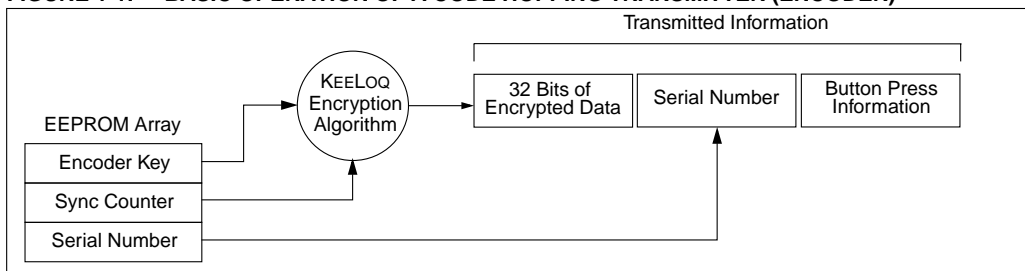 Transmitted Information
KEELOQ
Encryption
Algorithm
32 Bits of
Encrypted Data
Serial Number
Button Press
Information
EEPROM Array
Encoder Key
Sync Counter
Serial Number